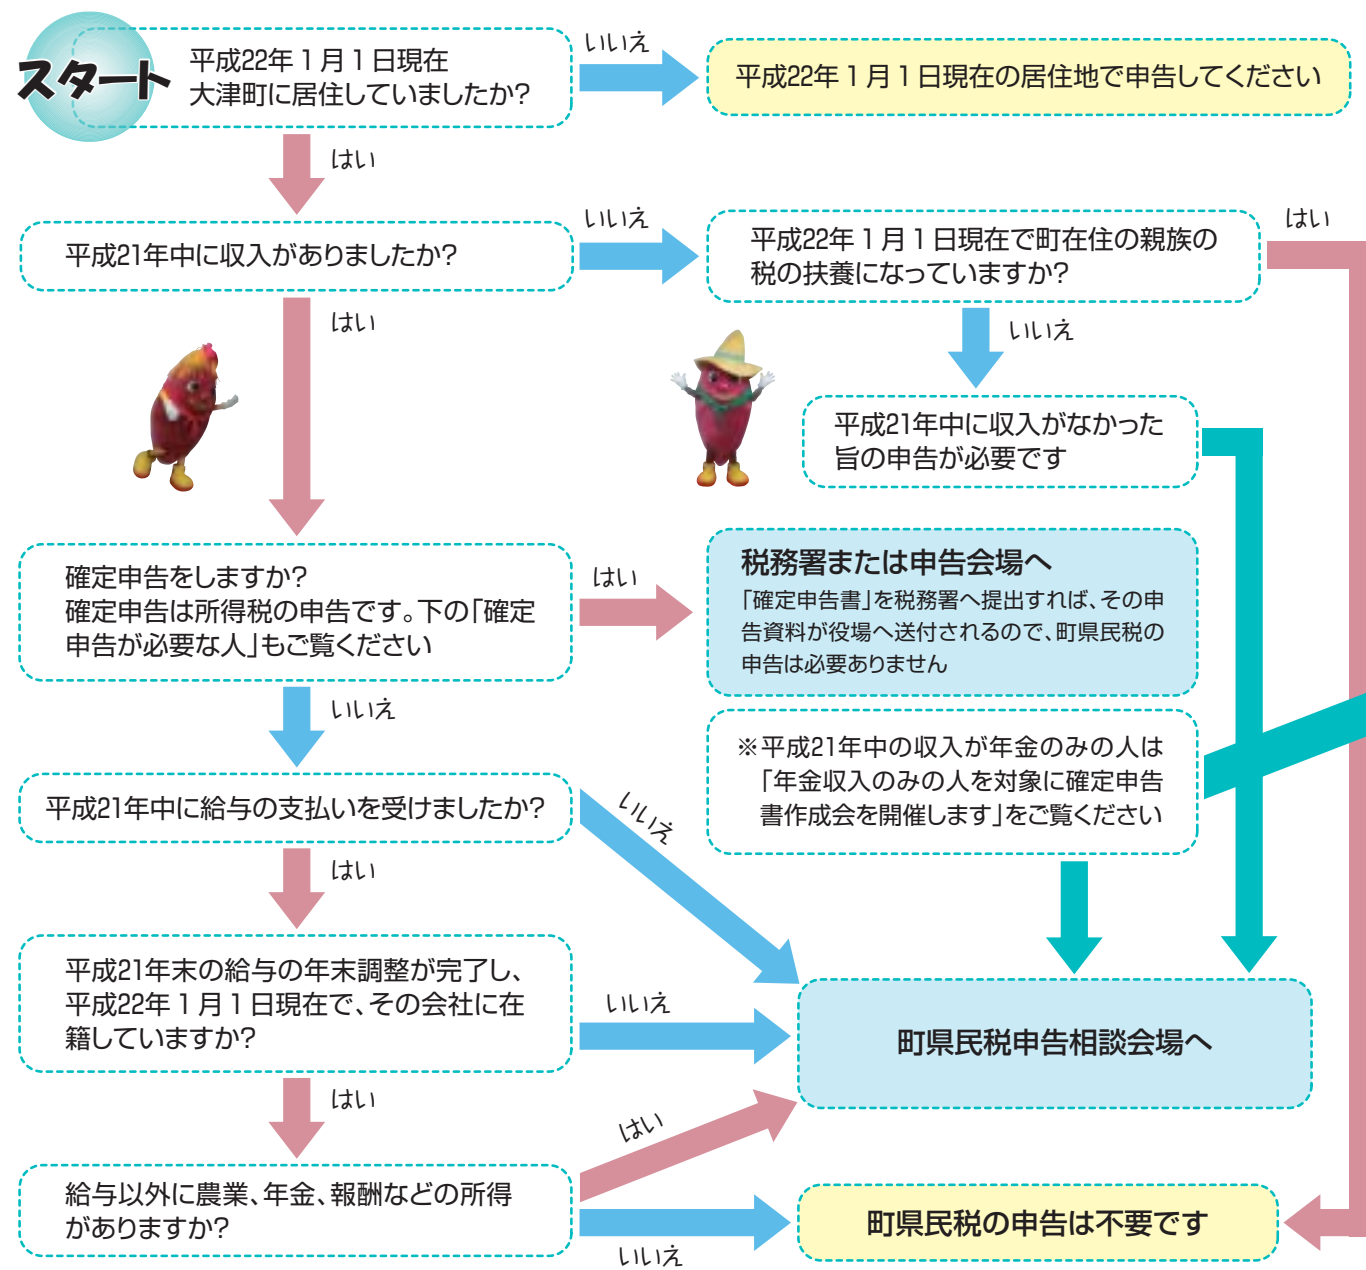 スタート
平成22年１月１日現在
大津町に居住していましたか?
いいえ
平成22年１月１日現在の居住地で申告してください
はい
平成21年中に収入がありましたか?
いいえ
平成22年１月１日現在で町在住の親族の
税の扶養になっていますか?
はい
はい
いいえ
平成21年中に収入がなかった
旨の申告が必要です
確定申告をしますか?
確定申告は所得税の申告です。下の「確定
申告が必要な人」もご覧ください
はい
税務署または申告会場へ
「確定申告書」を税務署へ提出すれば、その申
告資料が役場へ送付されるので、町県民税の
申告は必要ありません
いいえ
※平成21年中の収入が年金のみの人は
「年金収入のみの人を対象に確定申告
書作成会を開催します」をご覧ください
平成21年中に給与の支払いを受けましたか?
いいえ
はい
平成21年末の給与の年末調整が完了し、
平成22年１月１日現在で、その会社に在
籍していますか?
いいえ
町県民税申告相談会場へ
はい
はい
給与以外に農業、年金、報酬などの所得
がありますか?
いいえ
町県民税の申告は不要です